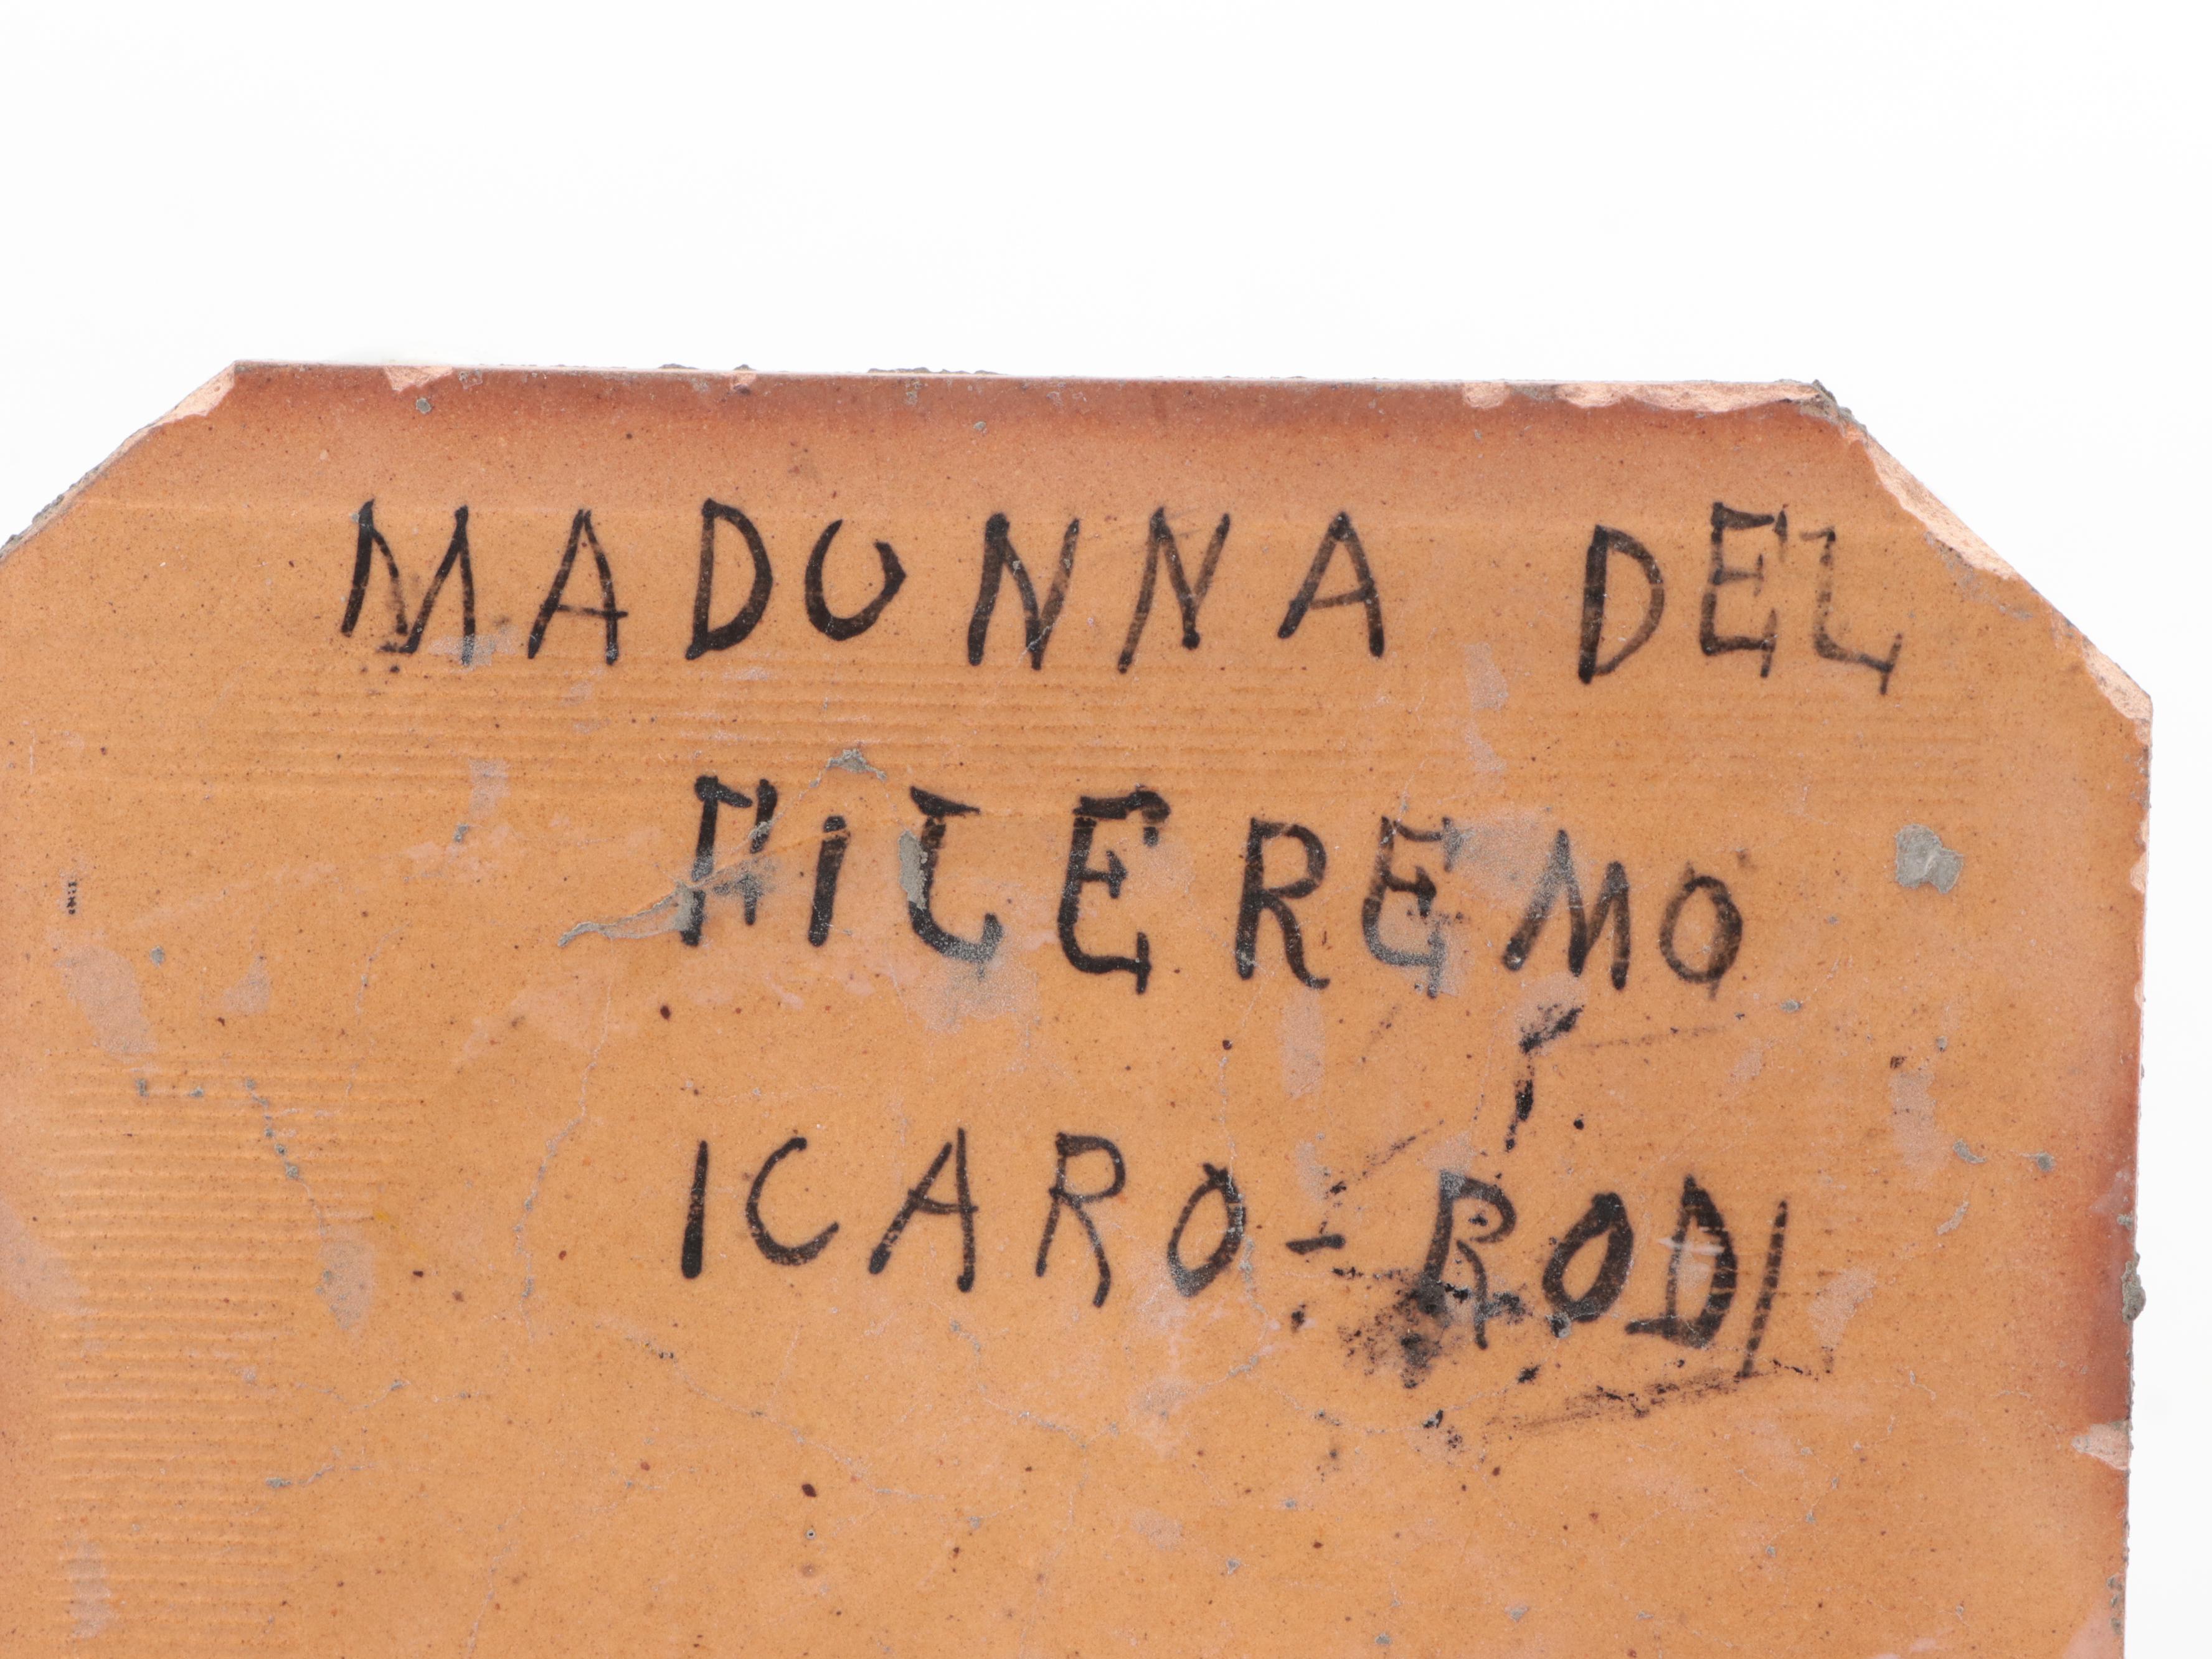 MADONNA DEL
FILEREMO
ICARO - RODI